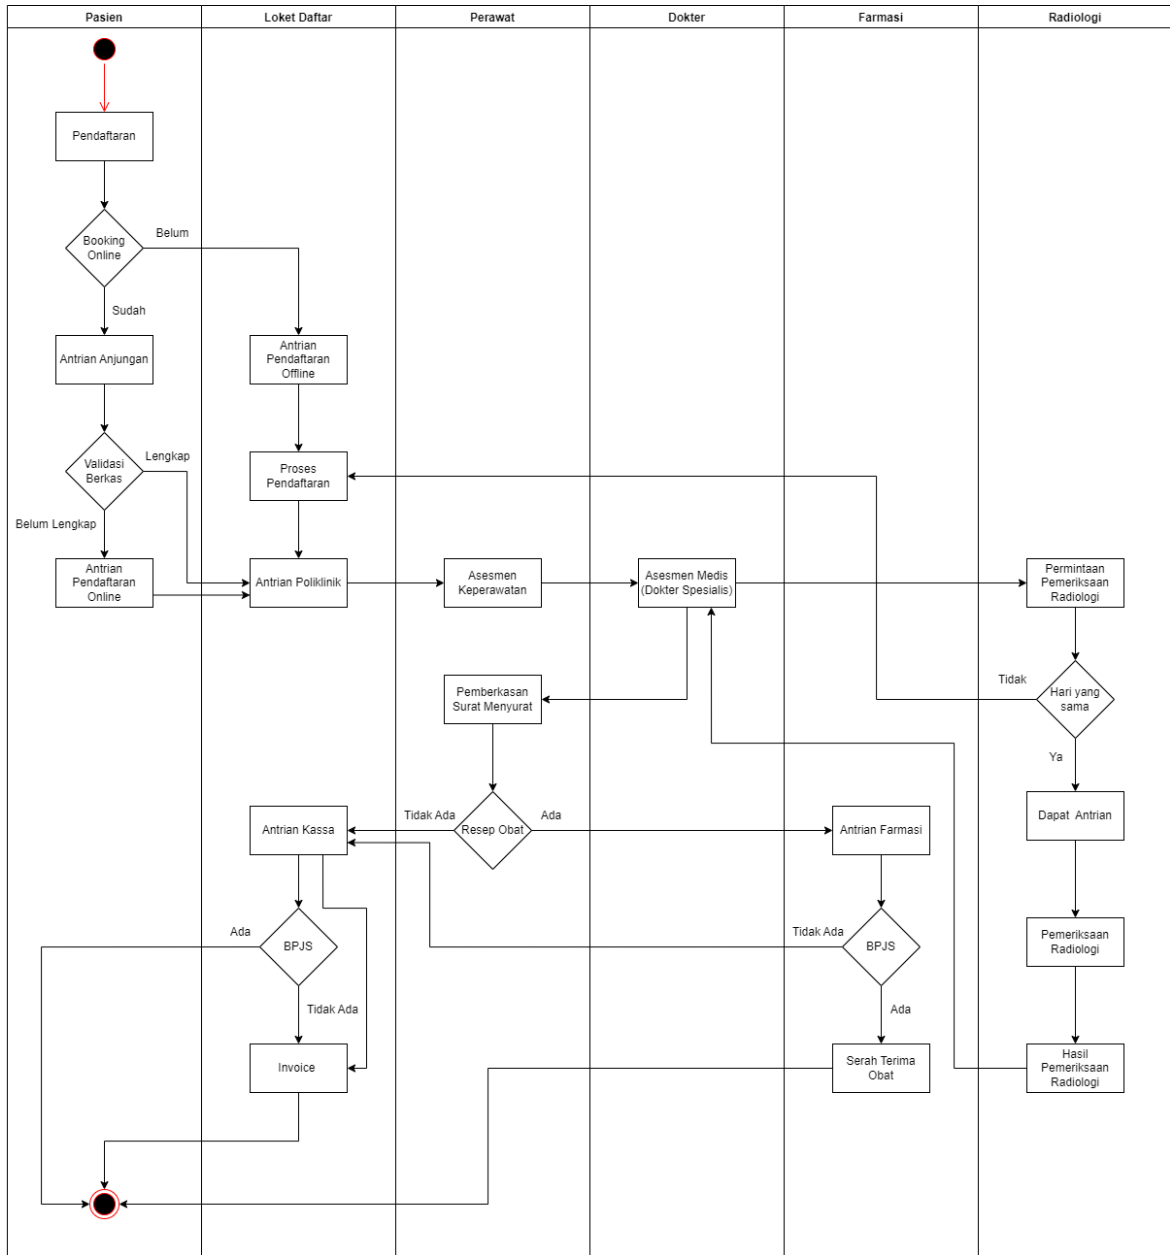 Pasien
Loket Daftar
Perawat
Dokter
Farmasi
Radiologi
Pendaftaran
Booking
Online
Belum
Sudah
Antrian Anjungan
Antrian
Pendaftaran
Offline
Validasi
Berkas
Lengkap
Belum Lengkap
Proses
Pendaftaran
Antrian
Pendaftaran
Online
Antrian Poliklinik
Asesmen
Keperawatan
Asesmen Medis
(Dokter Spesialis)
Permintaan
Pemeriksaan
Radiologi
Pemberkasan
Surat Menyurat
Tidak
Hari yang
sama
Ya
Antrian Kassa
Tidak Ada
Resep Obat
Ada
Antrian Farmasi
Dapat Antrian
Ada
BPJS
Tidak Ada
Tidak Ada
BPJS
Ada
Pemeriksaan
Radiologi
Invoice
Serah Terima
Obat
Hasil
Pemeriksaan
Radiologi